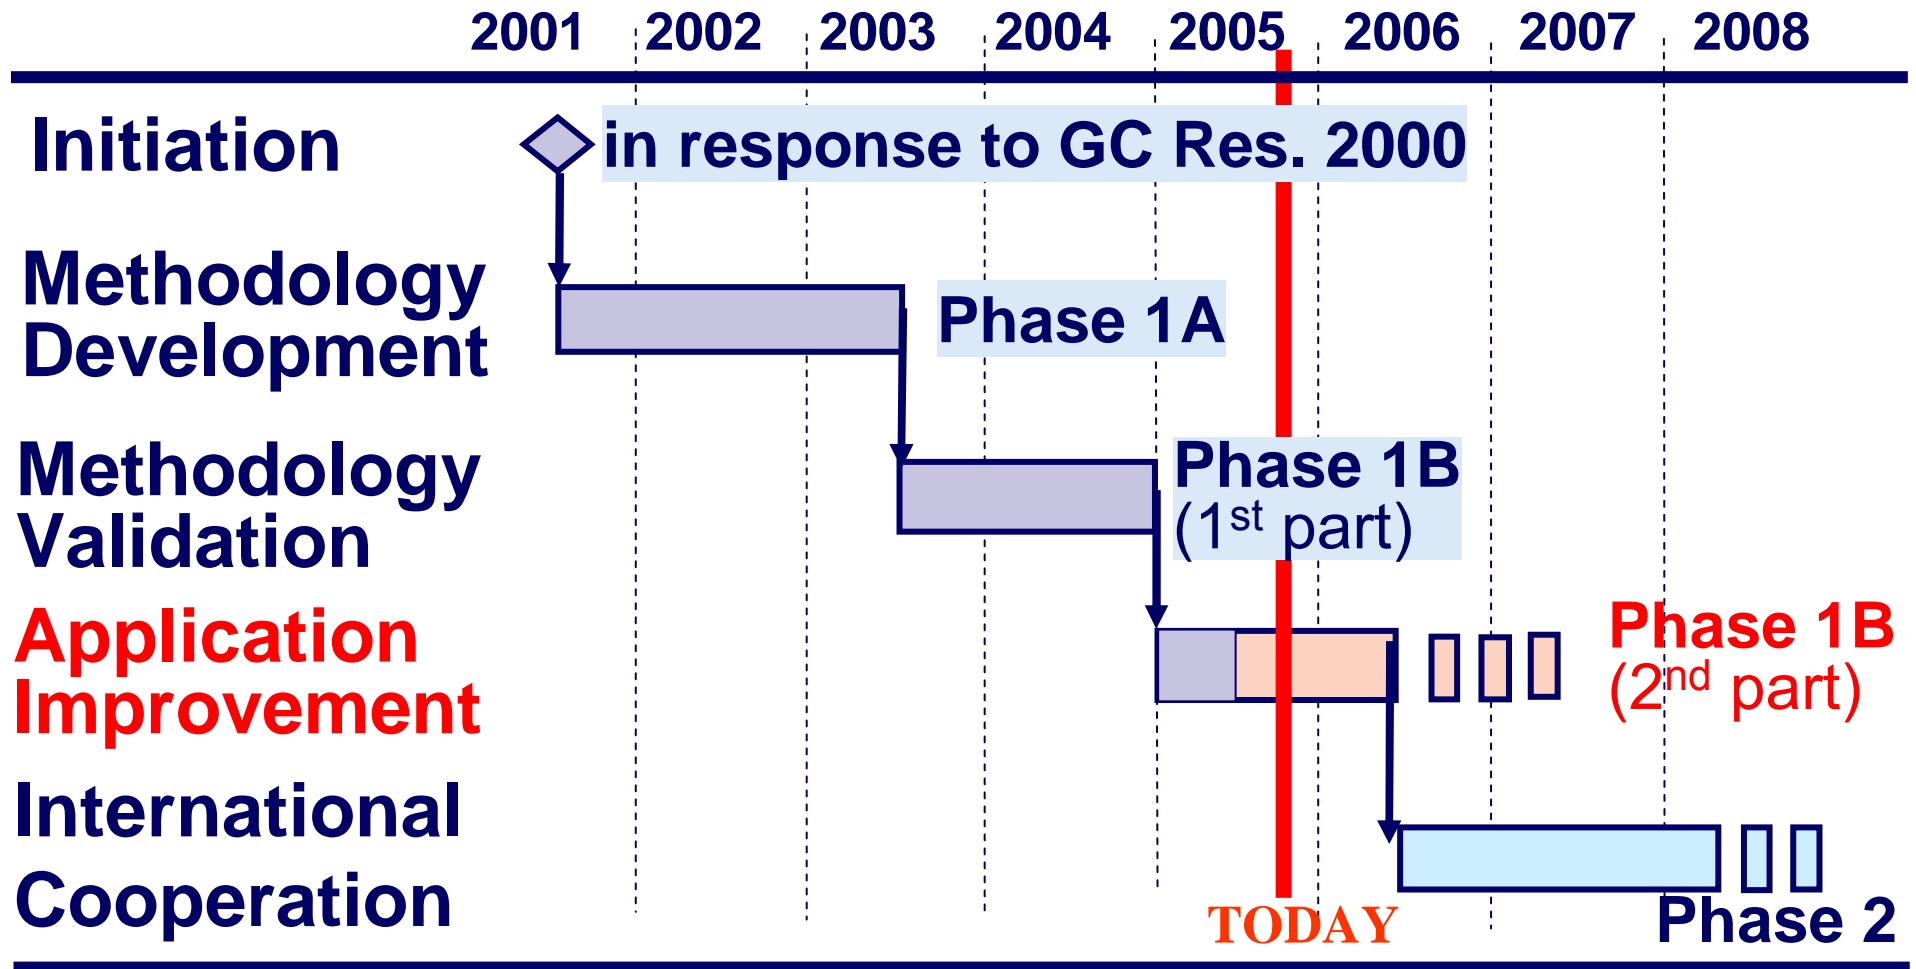 2001 2002 2003 2004 2005 2006 2007 2008
Initiation
in response to GC Res. 2000
Methodology
Development
Phase 1A
Methodology
Validation
Phase 1B
(1st part)
Application
Improvement
Phase 1B
(2nd part)
International
Cooperation
Phase 2
TODAY